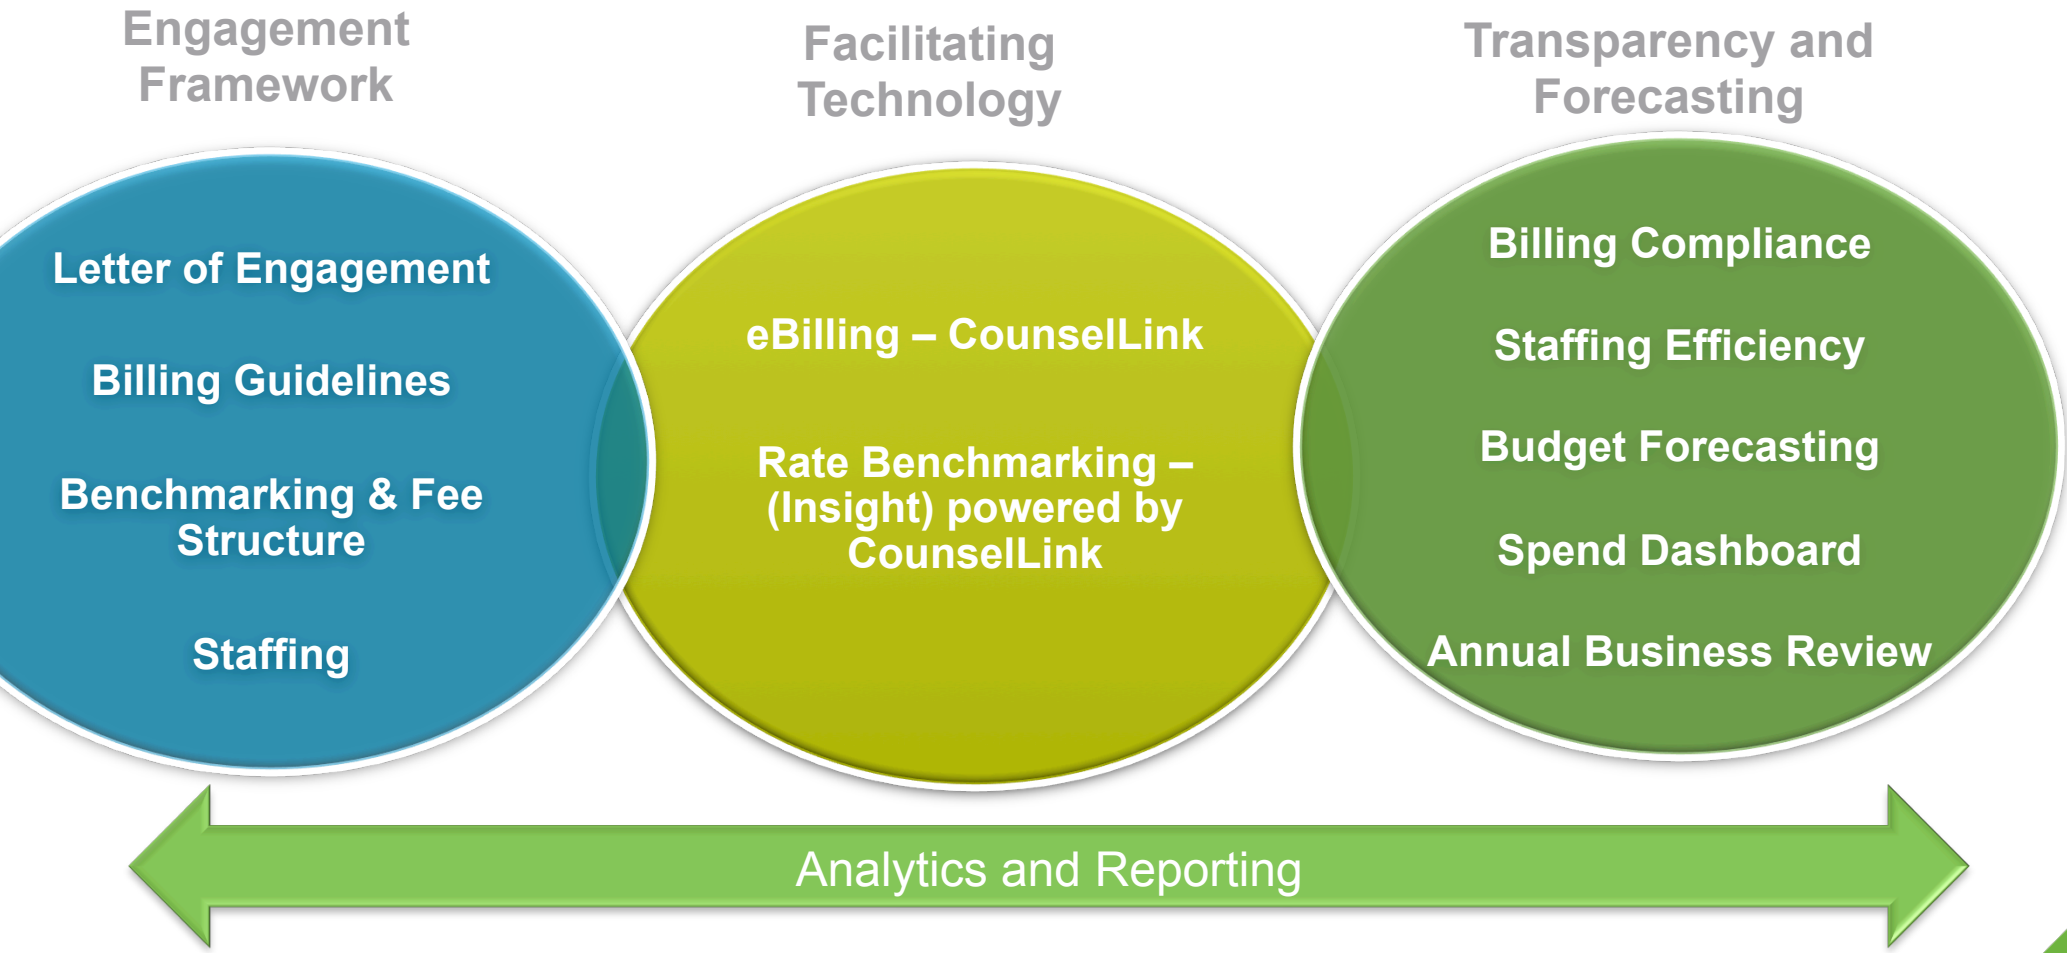 Engagement
Framework
Facilitating
Technology
Transparency and
Forecasting
Letter of Engagement
Billing Guidelines
Benchmarking & Fee
Structure
Staffing
eBilling – CounselLink
Rate Benchmarking –
(Insight) powered by
CounselLink
Billing Compliance
Staffing Efficiency
Budget Forecasting
Spend Dashboard
Annual Business Review
Analytics and Reporting